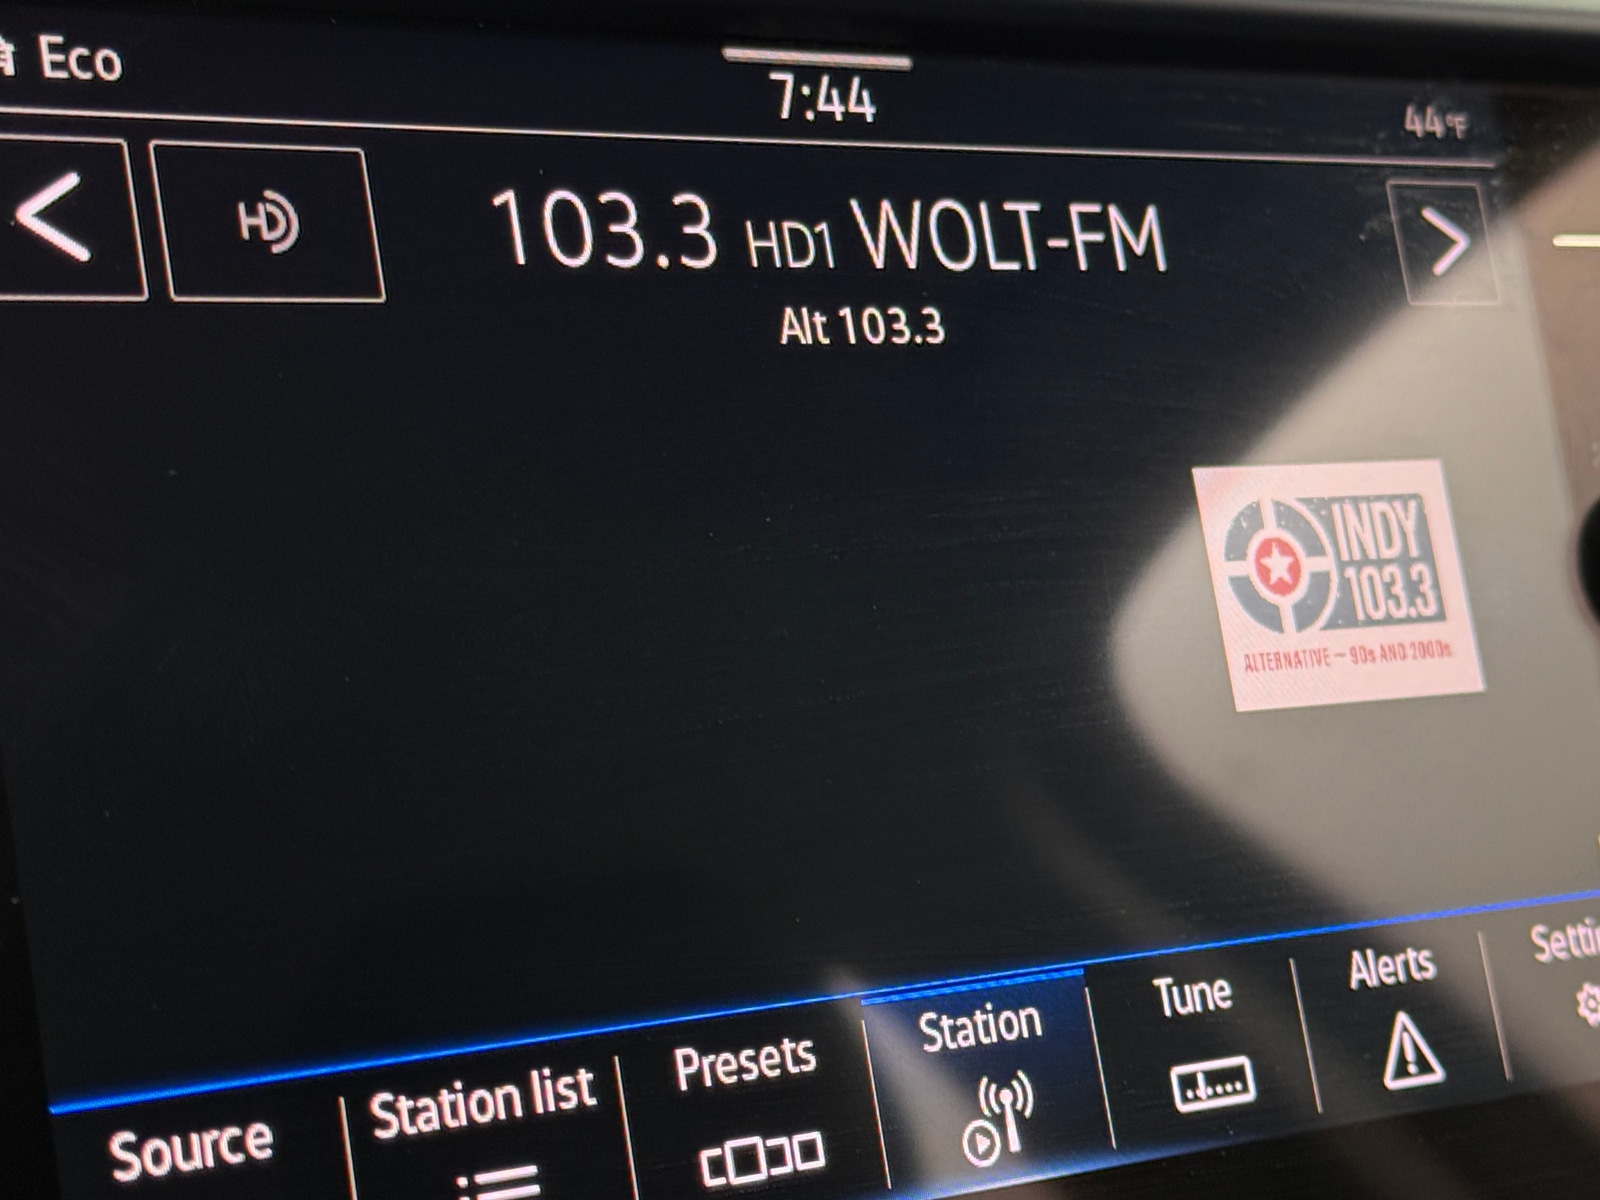 Eco
7:44
44°F
HD
103.3 HD1 WOLT-FM
Alt 103.3
INDY
103.3
ALTERNATIVE — 90s AND 2000s
Source
Station list
Presets
Station
Tune
Alerts